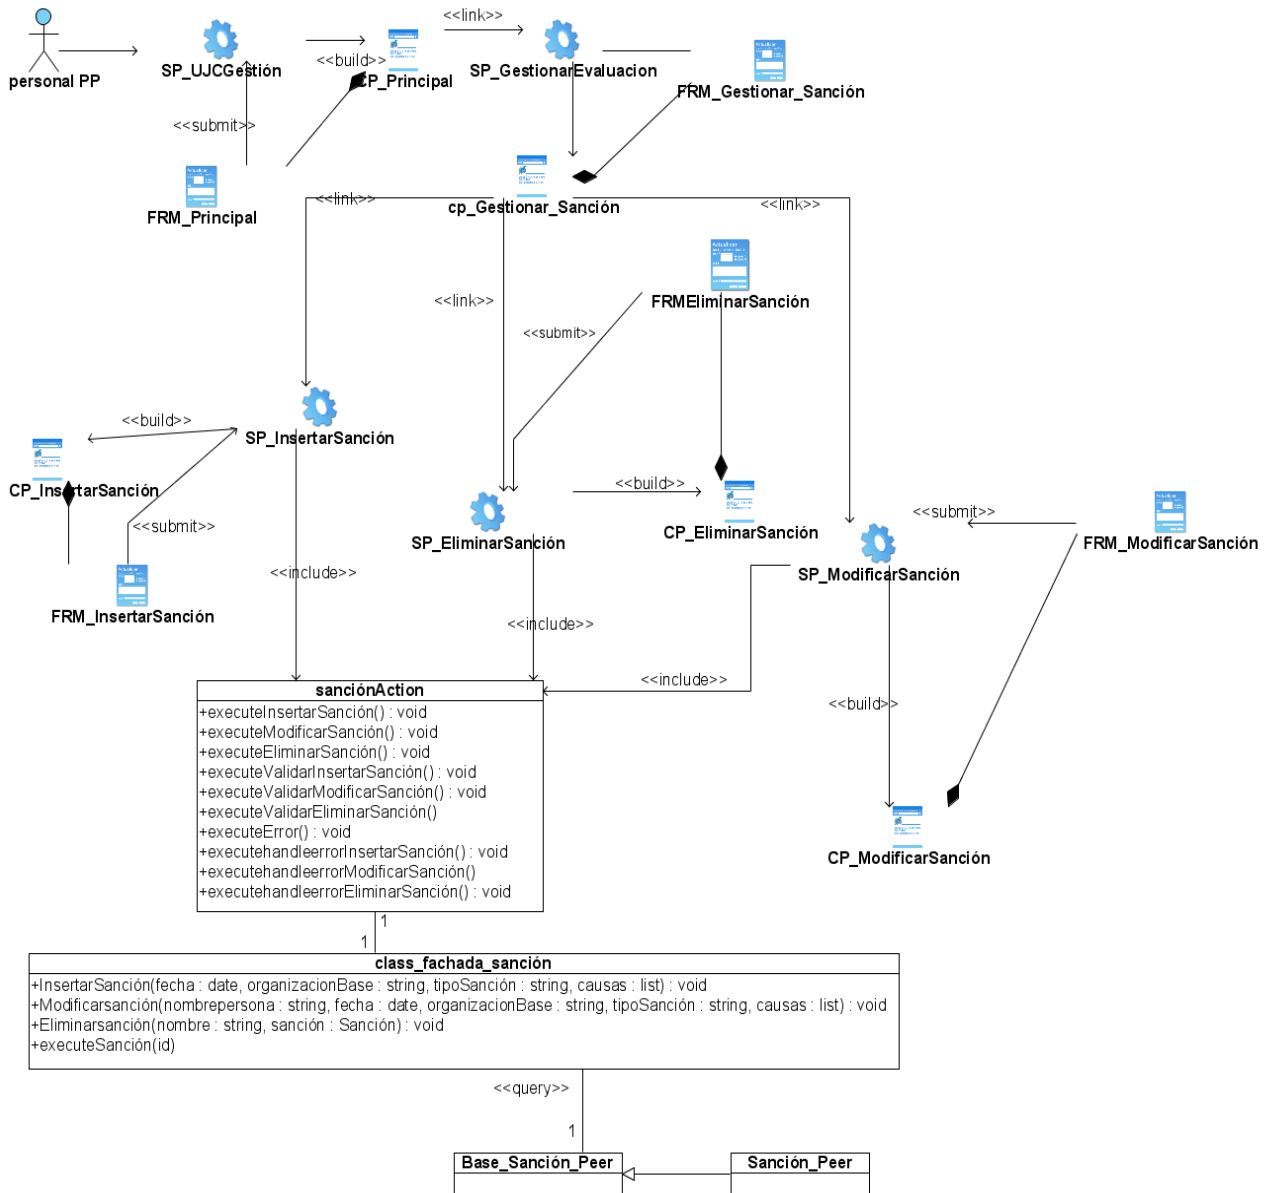 <<link>>
personal PP
SP_UJCGestión
<<build>>
CP_Principal
SP_GestionarEvaluacion
FRM_Gestionar_Sanción
<<submit>>
FRM_Principal
<<link>>
cp_Gestionar_Sanción
<<link>>
<<link>>
FRMEliminarSanción
<<submit>>
<<build>>
SP_InsertarSanción
CP_InsertarSanción
<<submit>>
<<build>>
CP_EliminarSanción
SP_EliminarSanción
<<submit>>
FRM_ModificarSanción
SP_ModificarSanción
<<include>>
FRM_InsertarSanción
<<include>>
<<include>>
<<build>>
sanciónAction
+executeInsertarSanción() : void
+executeModificarSanción() : void
+executeEliminarSanción() : void
+executeValidarInsertarSanción() : void
+executeValidarModificarSanción() : void
+executeValidarEliminarSanción()
+executeError() : void
+executehandleerrorInsertarSanción() : void
+executehandleerrorModificarSanción()
+executehandleerrorEliminarSanción() : void
CP_ModificarSanción
1
1
class_fachada_sanción
+InsertarSanción(fecha : date, organizacionBase : string, tipoSanción : string, causas : list) : void
+Modificarsanción(nombrepersona : string, fecha : date, organizacionBase : string, tipoSanción : string, causas : list) : void
+Eliminarsanción(nombre : string, sanción : Sanción) : void
+executeSanción(id)
<<query>>
1
Base_Sanción_Peer
Sanción_Peer